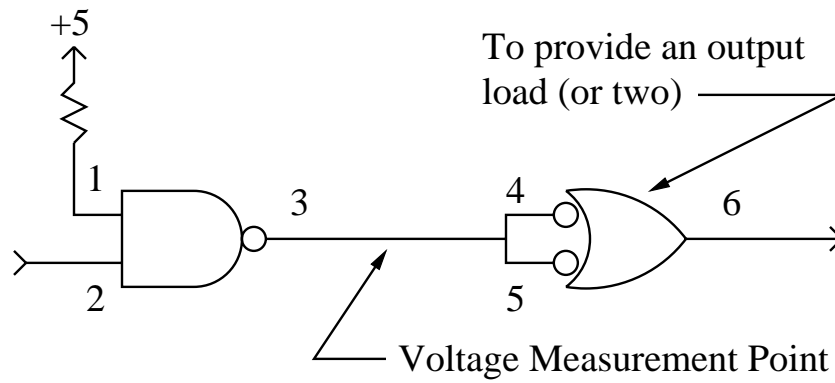 +5
To provide an output
load (or two)
1
3
4
6
2
5
Voltage Measurement Point